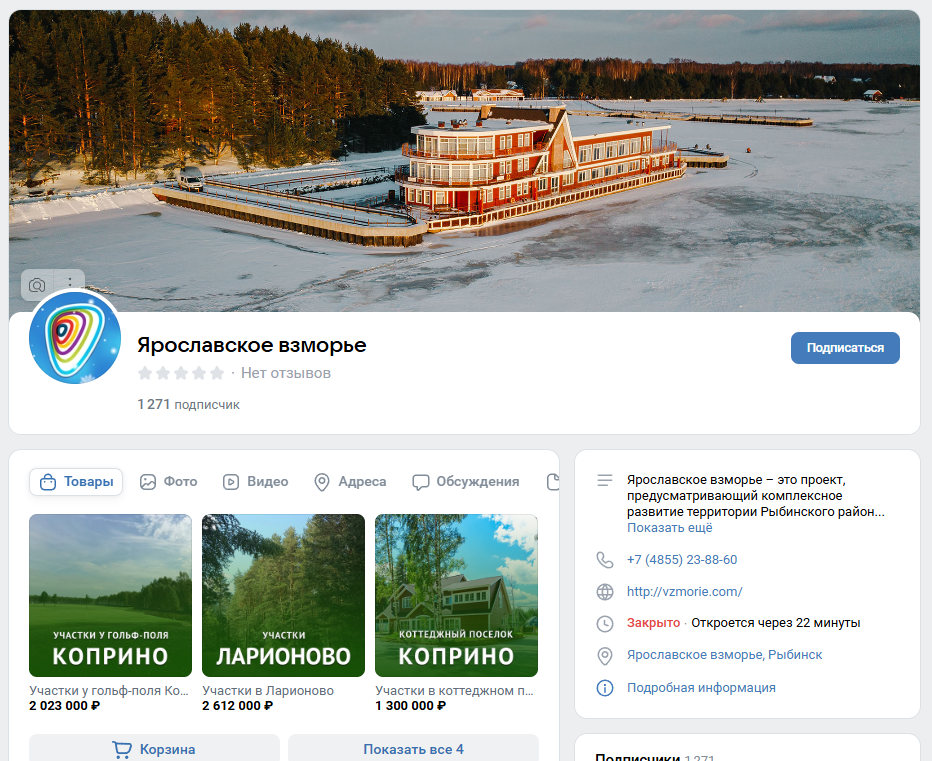 Ярославское взморье
· Нет отзывов
1 271 подписчик
Подписаться
Товары
Фото
Видео
Адреса
Обсуждения
УЧАСТКИ У ГОЛЬФ-ПОЛЯ
КОПРИНО
Участки у гольф-поля Ко...
2 023 000 ₽
УЧАСТКИ
ЛАРИОНОВО
Участки в Ларионово
2 612 000 ₽
КОТТЕДЖНЫЙ ПОСЕЛОК
КОПРИНО
Участки в коттеджном п...
1 300 000 ₽
Корзина
Показать все 4
Ярославское взморье – это проект,
предусматривающий комплексное
развитие территории Рыбинского район...
Показать ещё
+7 (4855) 23-88-60
http://vzmorie.com/
Закрыто · Откроется через 22 минуты
Ярославское взморье, Рыбинск
Подробная информация
Подписчики 1 271